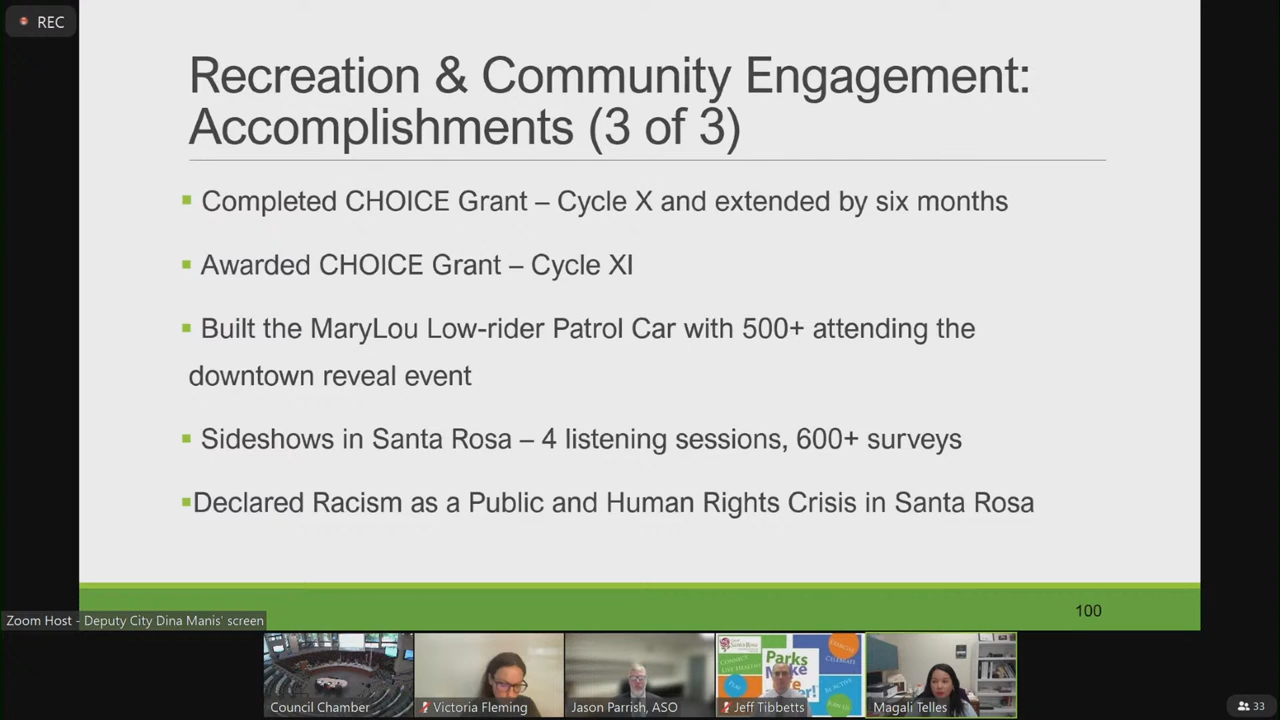 REC
Recreation & Community Engagement:
Accomplishments (3 of 3)
▪ Completed CHOICE Grant – Cycle X and extended by six months
▪ Awarded CHOICE Grant – Cycle XI
▪ Built the MaryLou Low-rider Patrol Car with 500+ attending the
downtown reveal event
▪ Sideshows in Santa Rosa – 4 listening sessions, 600+ surveys
▪Declared Racism as a Public and Human Rights Crisis in Santa Rosa
100
Zoom Host - Deputy City Dina Manis' screen
Parks
Make
Council Chamber
Victoria Fleming
Jason Parrish, ASO
Jeff Tibbetts
Magali Telles
33